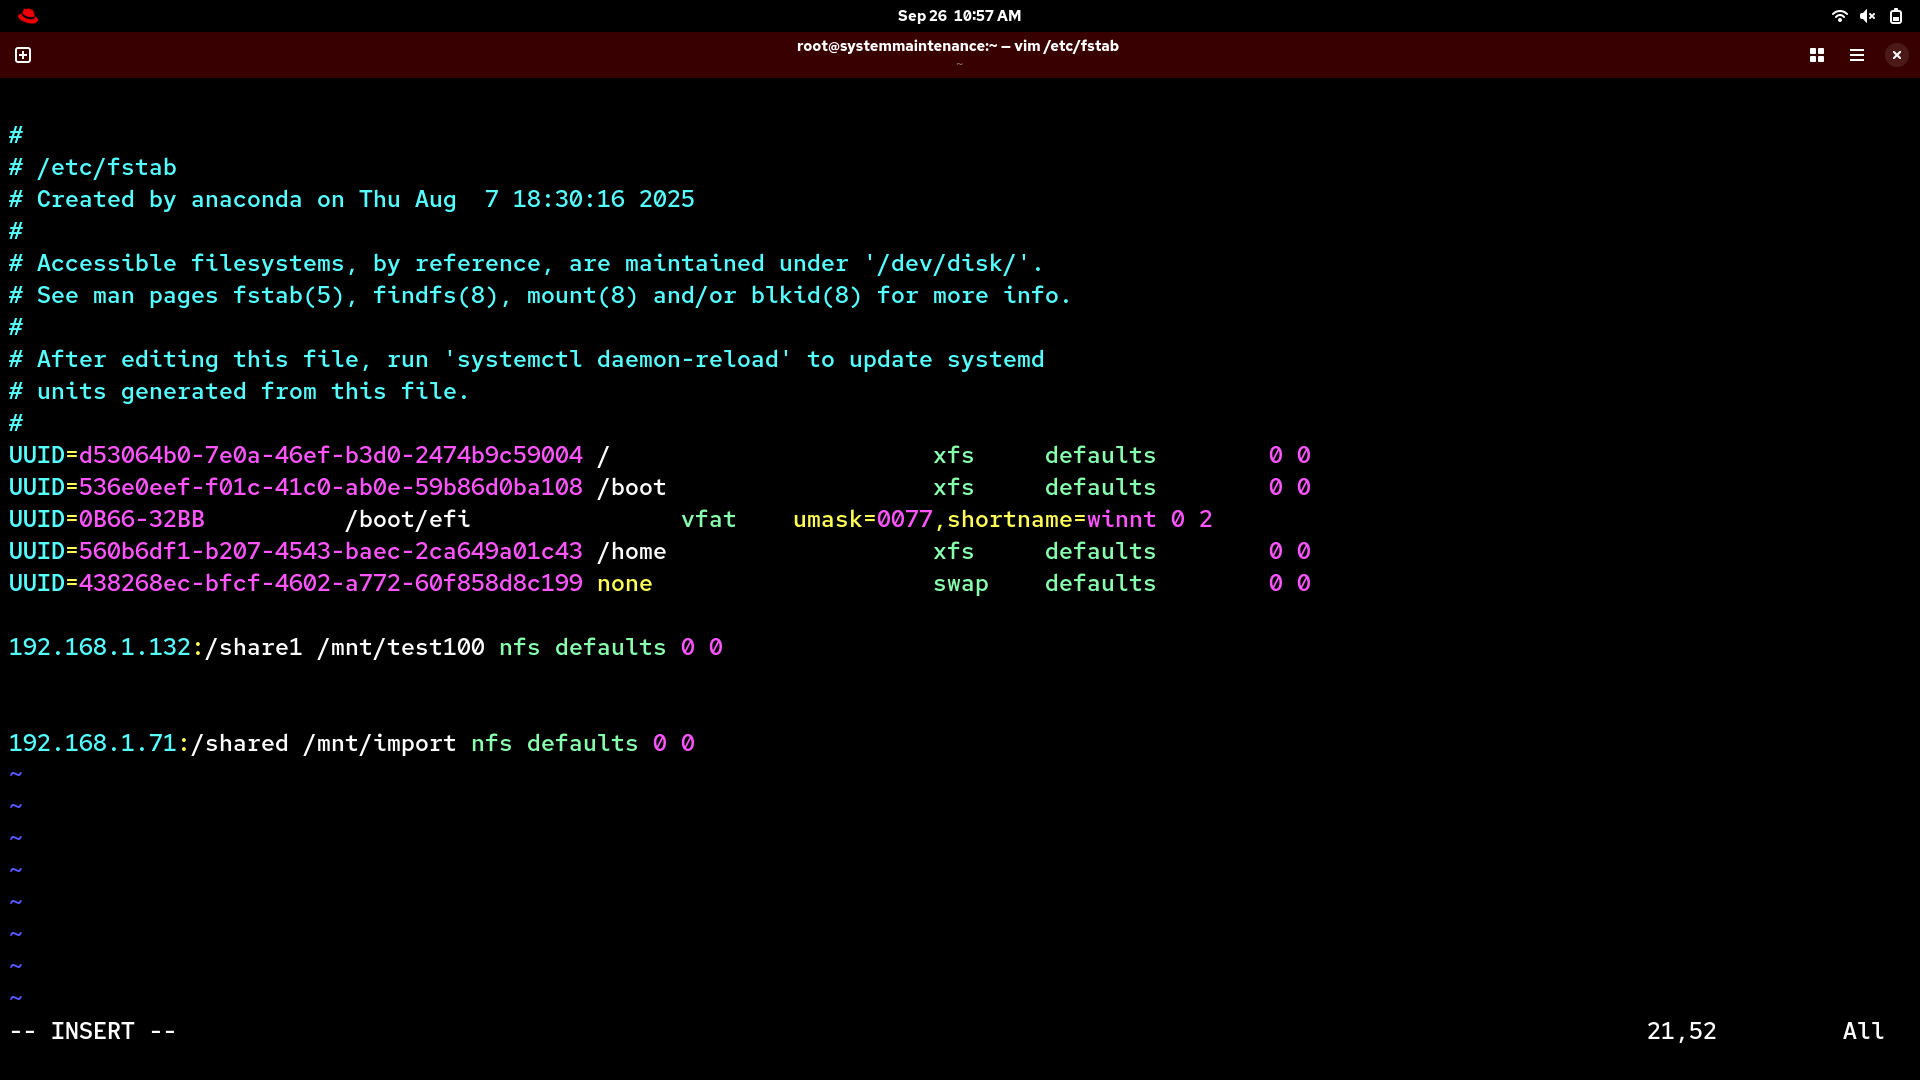 Sep 26 10:57 AM
root@systemmaintenance:~ — vim /etc/fstab
~
#
# /etc/fstab
# Created by anaconda on Thu Aug  7 18:30:16 2025
#
# Accessible filesystems, by reference, are maintained under '/dev/disk/'.
# See man pages fstab(5), findfs(8), mount(8) and/or blkid(8) for more info.
#
# After editing this file, run 'systemctl daemon-reload' to update systemd
# units generated from this file.
#
UUID=d53064b0-7e0a-46ef-b3d0-2474b9c59004 /                       xfs     defaults        0 0
UUID=536e0eef-f01c-41c0-ab0e-59b86d0ba108 /boot                   xfs     defaults        0 0
UUID=0B66-32BB          /boot/efi               vfat    umask=0077,shortname=winnt 0 2
UUID=560b6df1-b207-4543-baec-2ca649a01c43 /home                   xfs     defaults        0 0
UUID=438268ec-bfcf-4602-a772-60f858d8c199 none                    swap    defaults        0 0
192.168.1.132:/share1 /mnt/test100 nfs defaults 0 0
192.168.1.71:/shared /mnt/import nfs defaults 0 0
~
~
~
~
~
~
~
~
-- INSERT -- 21,52 All